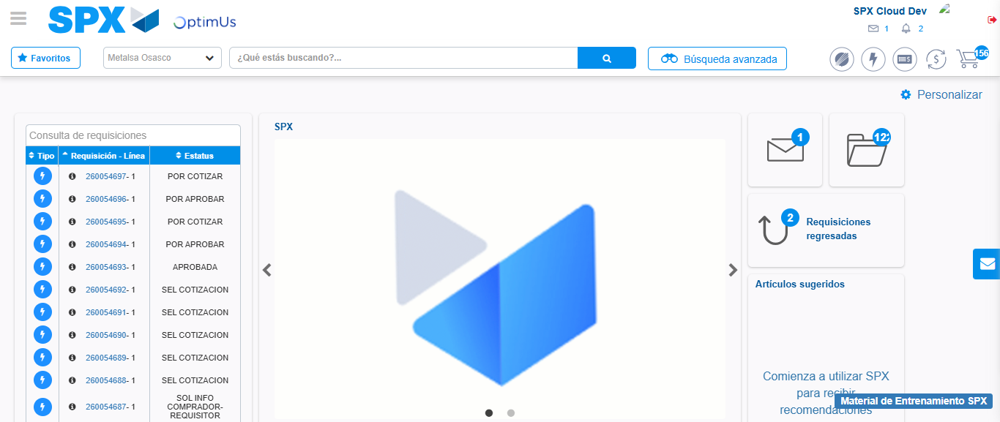 SPX OptimUs
SPX Cloud Dev
1 2
Favoritos
Metalsa Osasco
¿Qué estás buscando?...
Búsqueda avanzada
156
Personalizar
Consulta de requisiciones
Tipo Requisición - Línea Estatus
260054697- 1 POR COTIZAR
260054696- 1 POR APROBAR
260054695- 1 POR COTIZAR
260054694- 1 POR APROBAR
260054693- 1 APROBADA
260054692- 1 SEL COTIZACION
260054691- 1 SEL COTIZACION
260054690- 1 SEL COTIZACION
260054689- 1 SEL COTIZACION
260054688- 1 SEL COTIZACION
260054687- 1 SOL INFO
COMPRADOR-
REQUISITOR
SPX
1
2
Requisiciones
regresadas
Artículos sugeridos
Comienza a utilizar SPX
para recibir
recomendaciones
Material de Entrenamiento SPX